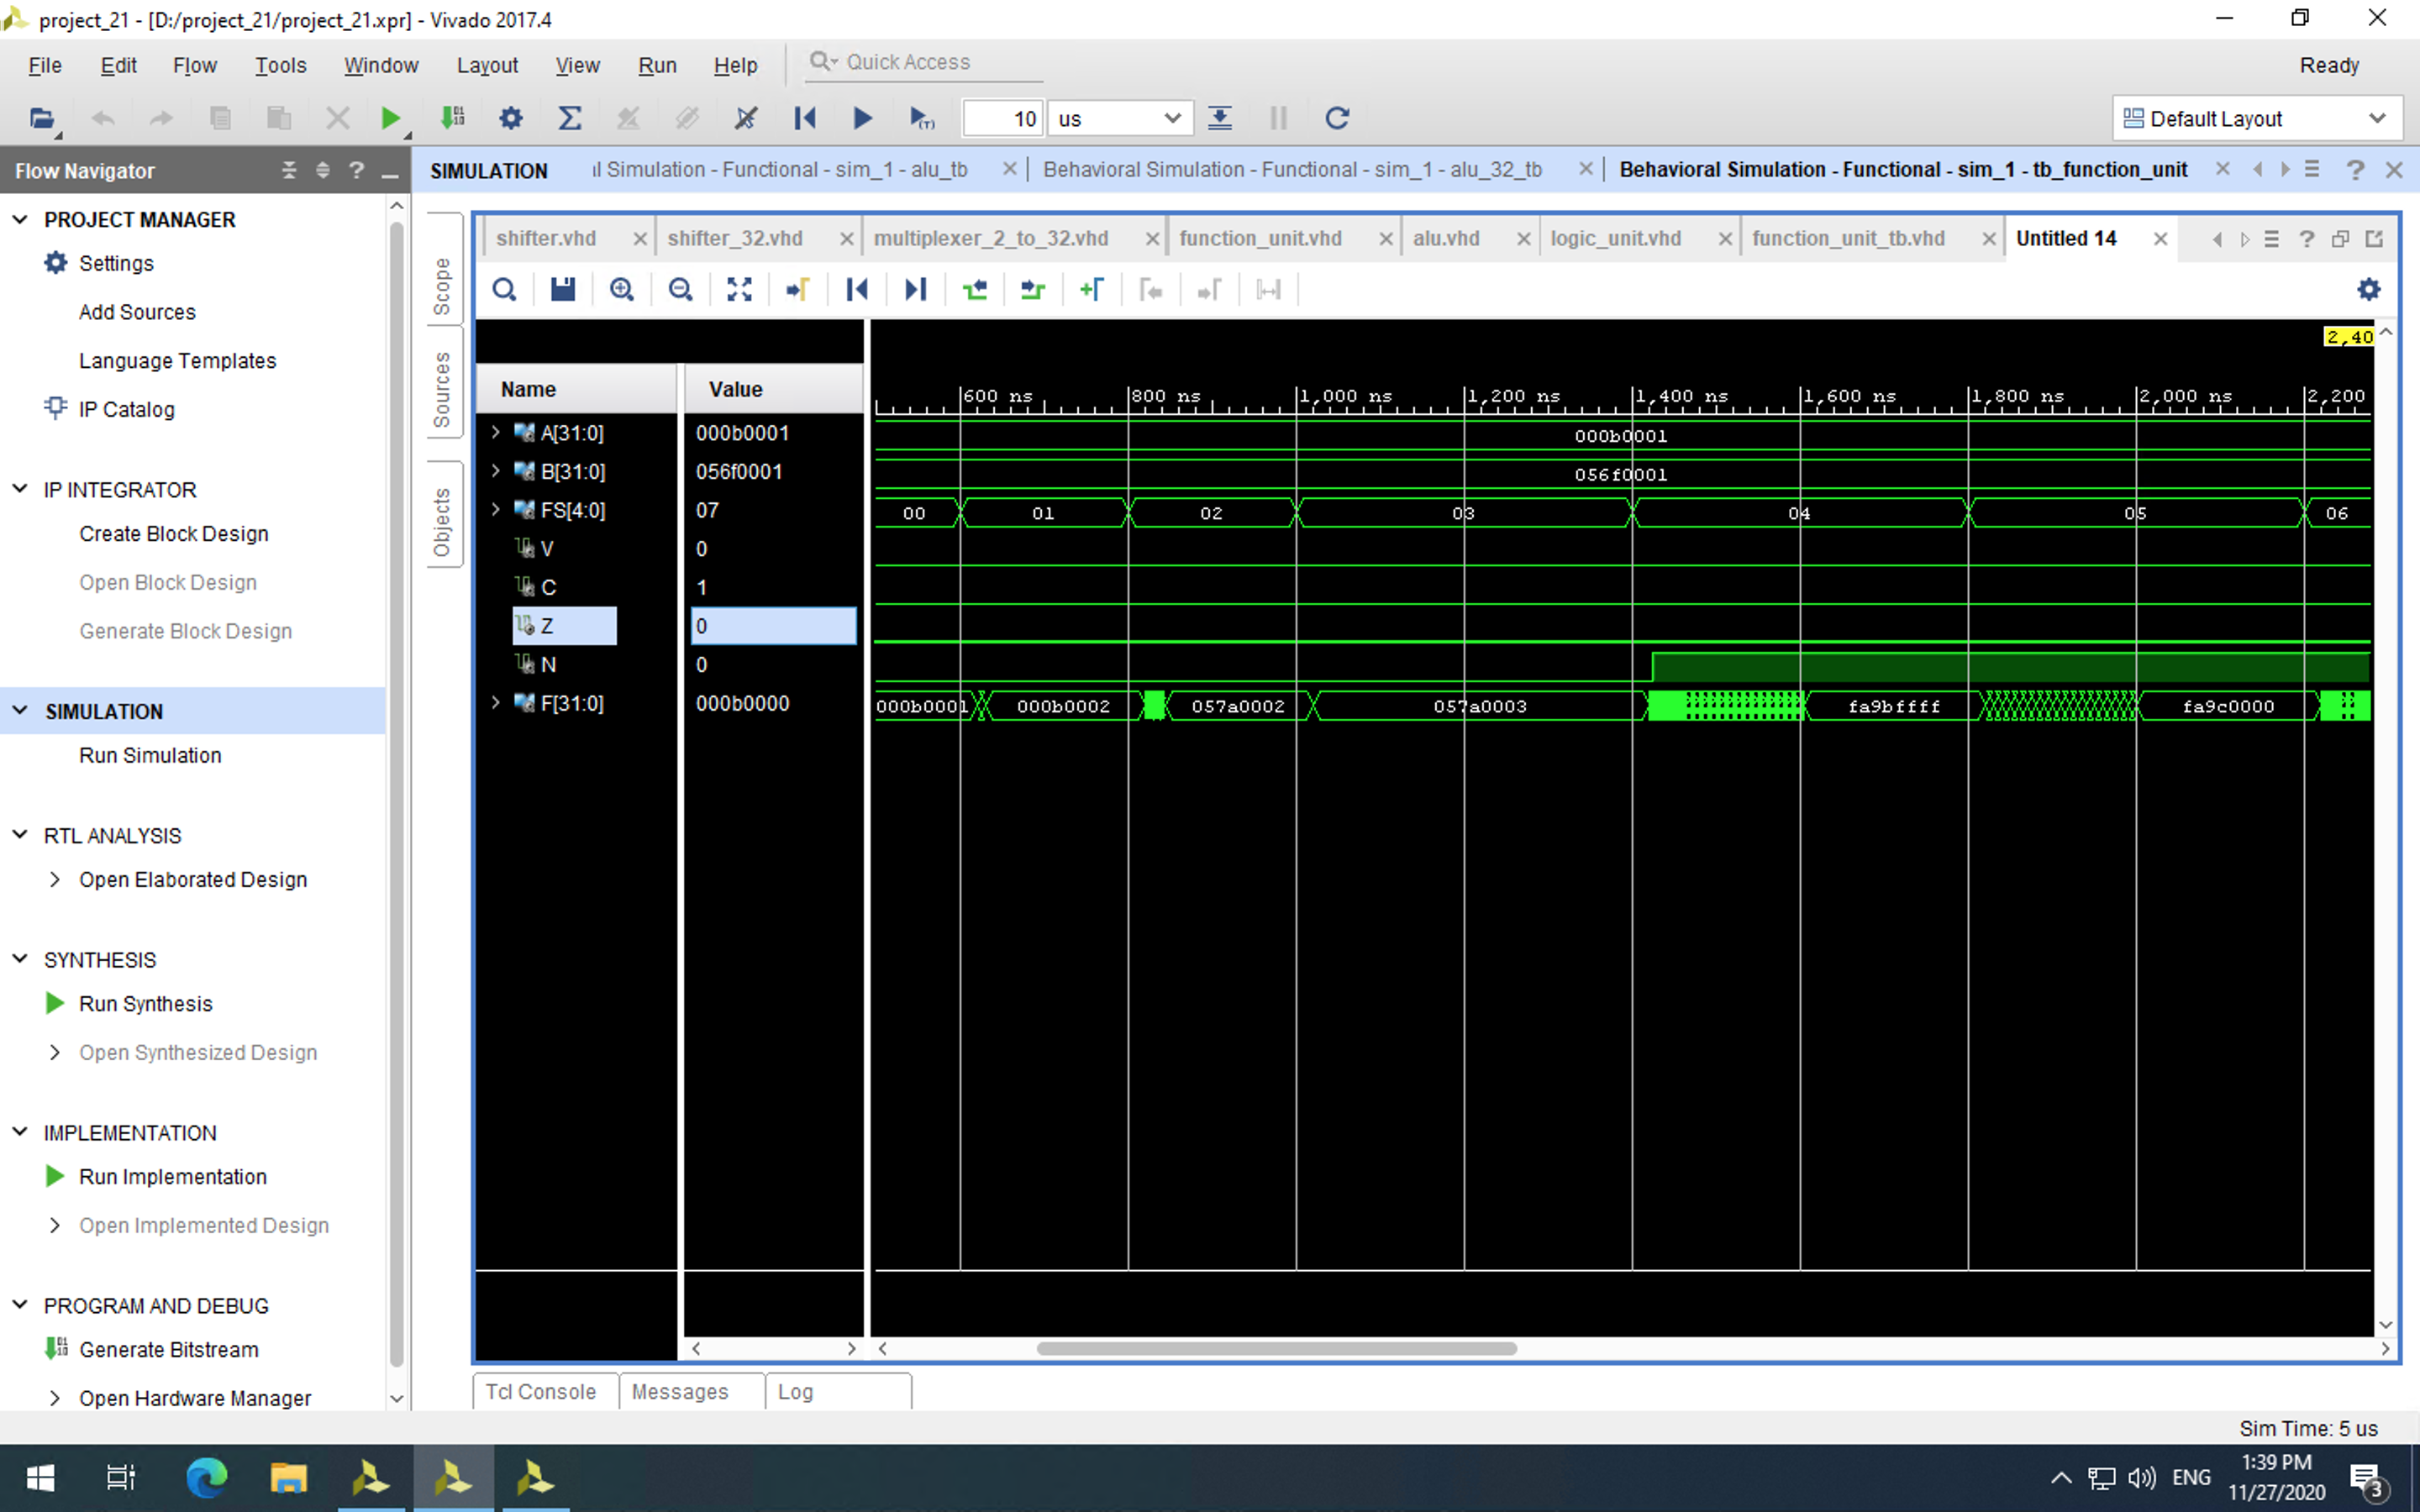 project_21 - [D:/project_21/project_21.xpr] - Vivado 2017.4
File Edit Flow Tools Window Layout View Run Help Quick Access Ready
10 us Default Layout
Flow Navigator
SIMULATION l Simulation - Functional - sim_1 - alu_tb Behavioral Simulation - Functional - sim_1 - alu_32_tb Behavioral Simulation - Functional - sim_1 - tb_function_unit
PROJECT MANAGER
Settings
Add Sources
Language Templates
IP Catalog
IP INTEGRATOR
Create Block Design
Open Block Design
Generate Block Design
SIMULATION
Run Simulation
RTL ANALYSIS
Open Elaborated Design
SYNTHESIS
Run Synthesis
Open Synthesized Design
IMPLEMENTATION
Run Implementation
Open Implemented Design
PROGRAM AND DEBUG
Generate Bitstream
Open Hardware Manager
Scope
Sources
Objects
shifter.vhd shifter_32.vhd multiplexer_2_to_32.vhd function_unit.vhd alu.vhd logic_unit.vhd function_unit_tb.vhd Untitled 14
2,40
Name Value
600 ns 800 ns 1,000 ns 1,200 ns 1,400 ns 1,600 ns 1,800 ns 2,000 ns 2,200
A[31:0] 000b0001 000b0001
B[31:0] 056f0001 056f0001
FS[4:0] 07 00 01 02 03 04 05 06
V 0
C 1
Z 0
N 0
F[31:0] 000b0000 000b0001 000b0002 057a0002 057a0003 fa9bffff fa9c0000
Tcl Console Messages Log
Sim Time: 5 us
ENG
1:39 PM
11/27/2020
3